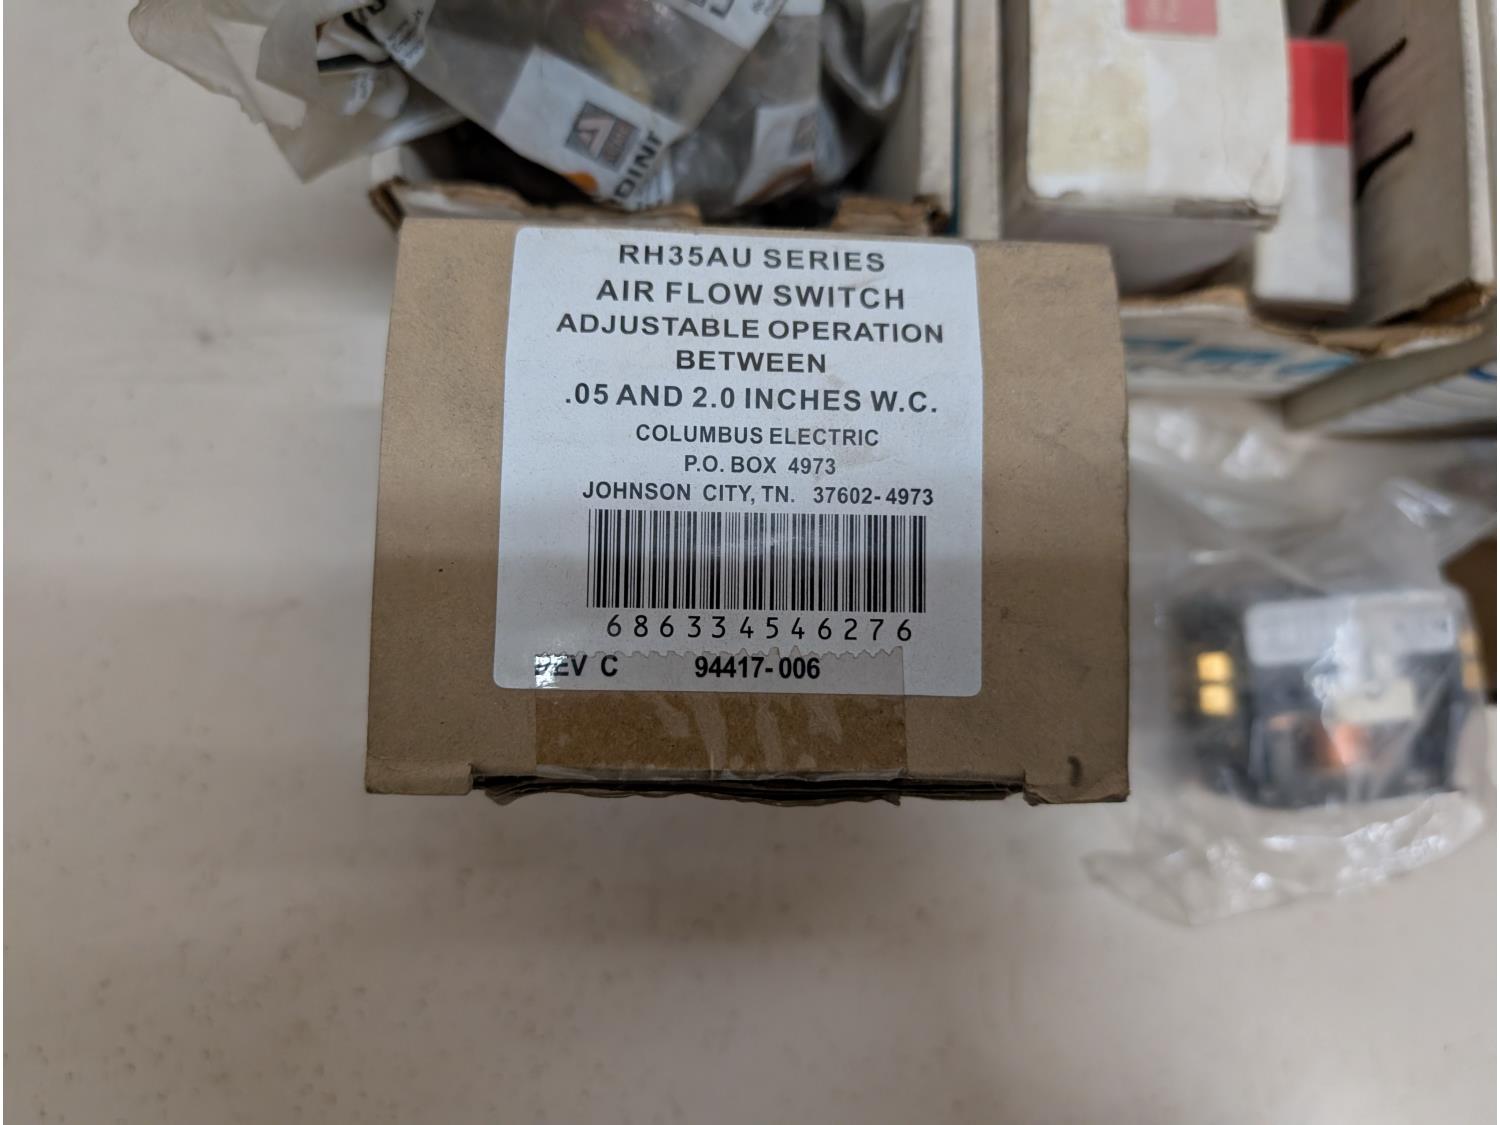 RH35AU SERIES
AIR FLOW SWITCH
ADJUSTABLE OPERATION
BETWEEN
.05 AND 2.0 INCHES W.C.
COLUMBUS ELECTRIC
P.O. BOX 4973
JOHNSON CITY, TN. 37602-4973
686334546276
REV C 94417-006